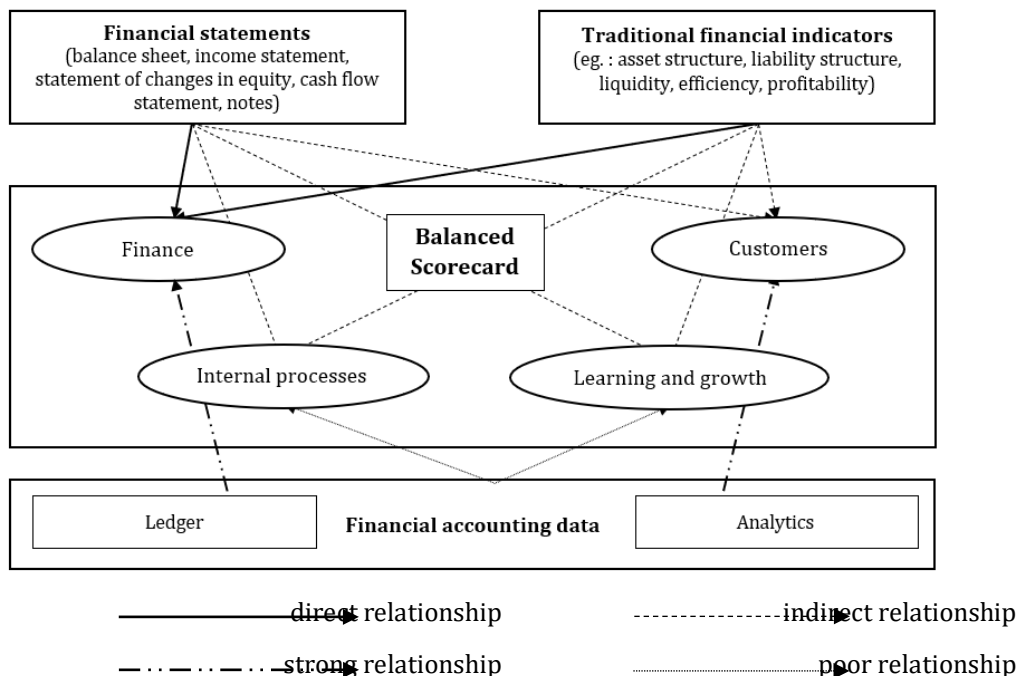 Financial statements
(balance sheet, income statement,
statement of changes in equity, cash flow
statement, notes)
Traditional financial indicators
(eg. : asset structure, liability structure,
liquidity, efficiency, profitability)
Balanced
Scorecard
Finance
Customers
Internal processes
Learning and growth
Ledger
Financial accounting data
Analytics
direct relationship
indirect relationship
strong relationship
poor relationship